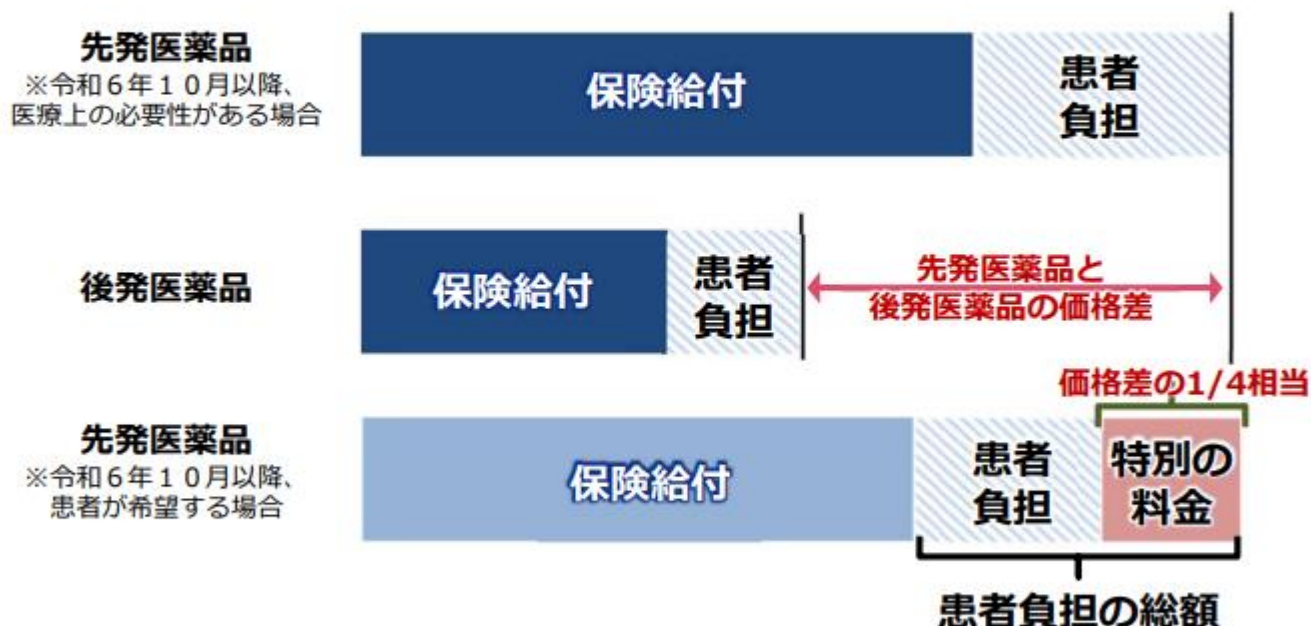 先発医薬品
※令和６年１０月以降、
医療上の必要性がある場合
保険給付
患者
負担
後発医薬品
保険給付
患者
負担
先発医薬品と
後発医薬品の価格差
価格差の1/4相当
先発医薬品
※令和６年１０月以降、
患者が希望する場合
保険給付
患者
負担
特別の
料金
患者負担の総額